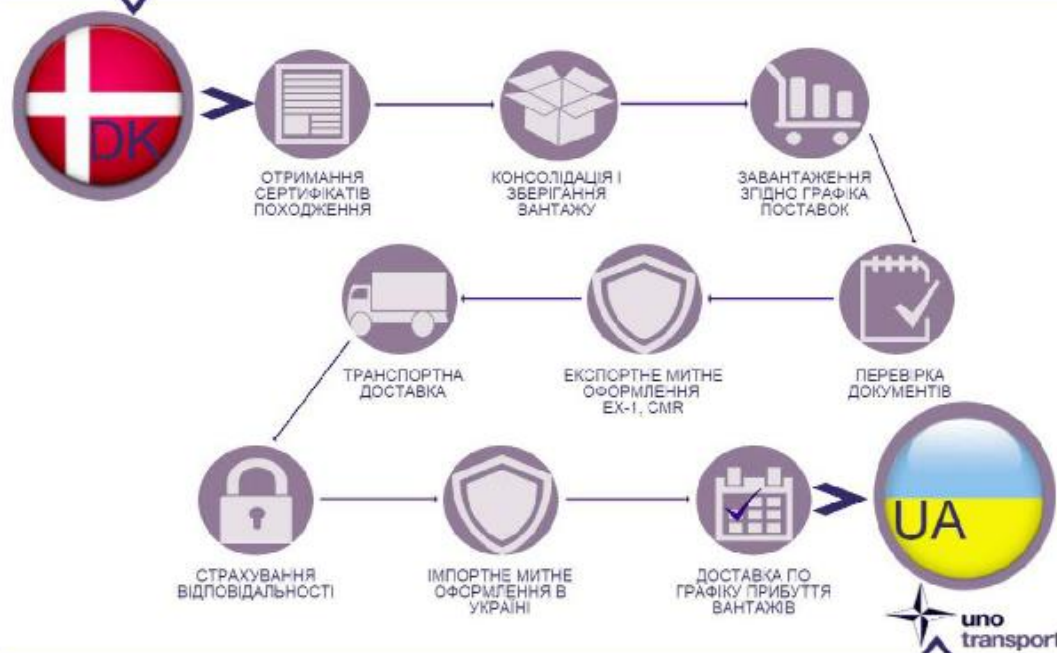 DK
ОТРИМАННЯ
СЕРТИФІКАТІВ
ПОХОДЖЕННЯ
КОНСОЛІДАЦІЯ І
ЗБЕРІГАННЯ
ВАНТАЖУ
ЗАВАНТАЖЕННЯ
ЗГІДНО ГРАФІКА
ПОСТАВОК
ТРАНСПОРТНА
ДОСТАВКА
ЕКСПОРТНЕ МИТНЕ
ОФОРМЛЕННЯ
EX-1, CMR
ПЕРЕВІРКА
ДОКУМЕНТІВ
СТРАХУВАННЯ
ВІДПОВІДАЛЬНОСТІ
ІМПОРТНЕ МИТНЕ
ОФОРМЛЕННЯ В
УКРАЇНІ
ДОСТАВКА ПО
ГРАФІКУ ПРИБУТТЯ
ВАНТАЖІВ
UA
uno
transport